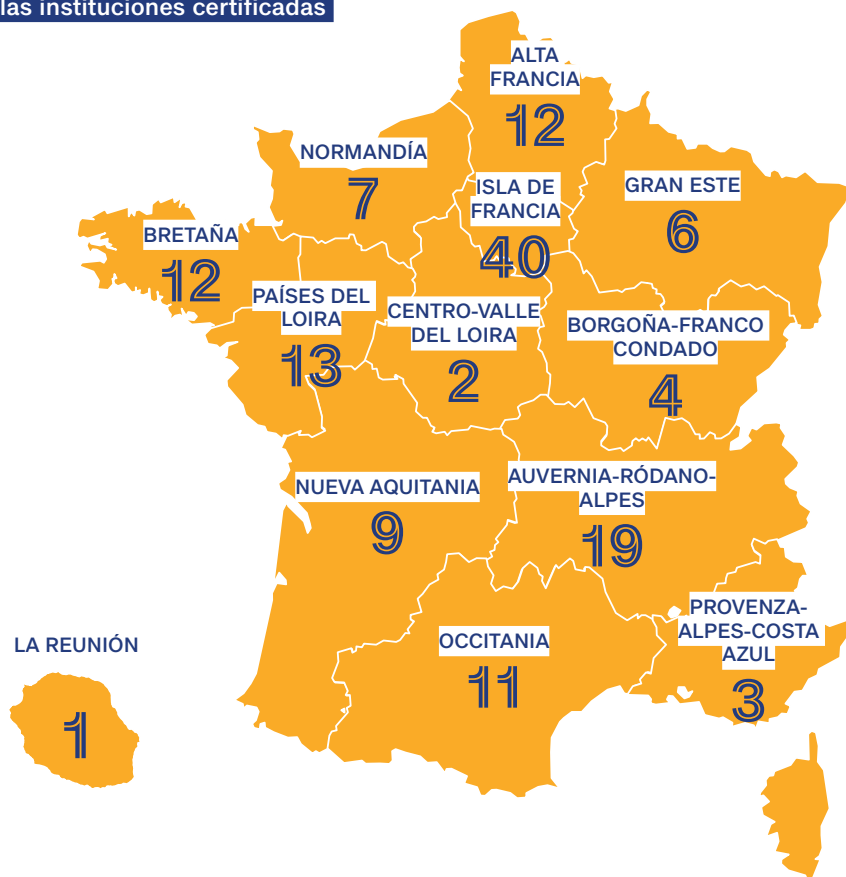 las instituciones certificadas
ALTA
FRANCIA
12
NORMANDÍA
7
ISLA DE
FRANCIA
40
GRAN ESTE
6
BRETAÑA
12
PAÍSES DEL
LOIRA
13
CENTRO-VALLE
DEL LOIRA
2
BORGOÑA-FRANCO
CONDADO
4
NUEVA AQUITANIA
9
AUVERNIA-RÓDANO-
ALPES
19
PROVENZA-
ALPES-COSTA
AZUL
3
OCCITANIA
11
LA REUNIÓN
1